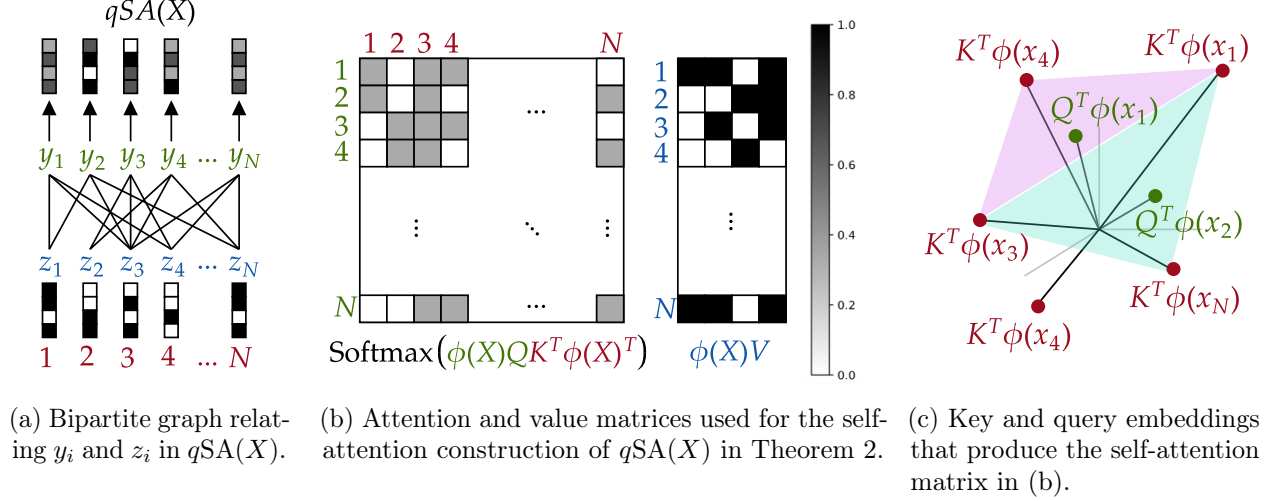 qSA(X)
y₁ y₂ y₃ y₄ ... y_N
z₁ z₂ z₃ z₄ ... z_N
1 2 3 4 ... N
(a) Bipartite graph relat-
ing yᵢ and zᵢ in qSA(X).
1 2 3 4 N
1
2
3
4
N
...
⋮
⋱
...
Softmax(ϕ(X)QKᵀϕ(X)ᵀ)
1
2
3
4
N
⋮
ϕ(X)V
1.0
0.8
0.6
0.4
0.2
0.0
(b) Attention and value matrices used for the self-
attention construction of qSA(X) in Theorem 2.
Kᵀϕ(x₄)
Kᵀϕ(x₁)
Qᵀϕ(x₁)
Qᵀϕ(x₂)
Kᵀϕ(x₃)
Kᵀϕ(x_N)
Kᵀϕ(x₄)
(c) Key and query embeddings
that produce the self-attention
matrix in (b).